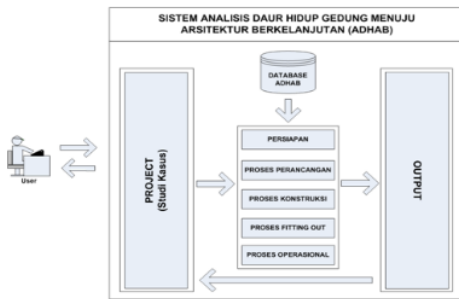 SISTEM ANALISIS DAUR HIDUP GEDUNG MENUJU
ARSITEKTUR BERKELANJUTAN (ADHAB)
DATABASE
ADHAB
User
PROJECT
(Studi Kasus)
PERSIAPAN
PROSES PERANCANGAN
PROSES KONSTRUKSI
PROSES FITTING OUT
PROSES OPERASIONAL
OUTPUT